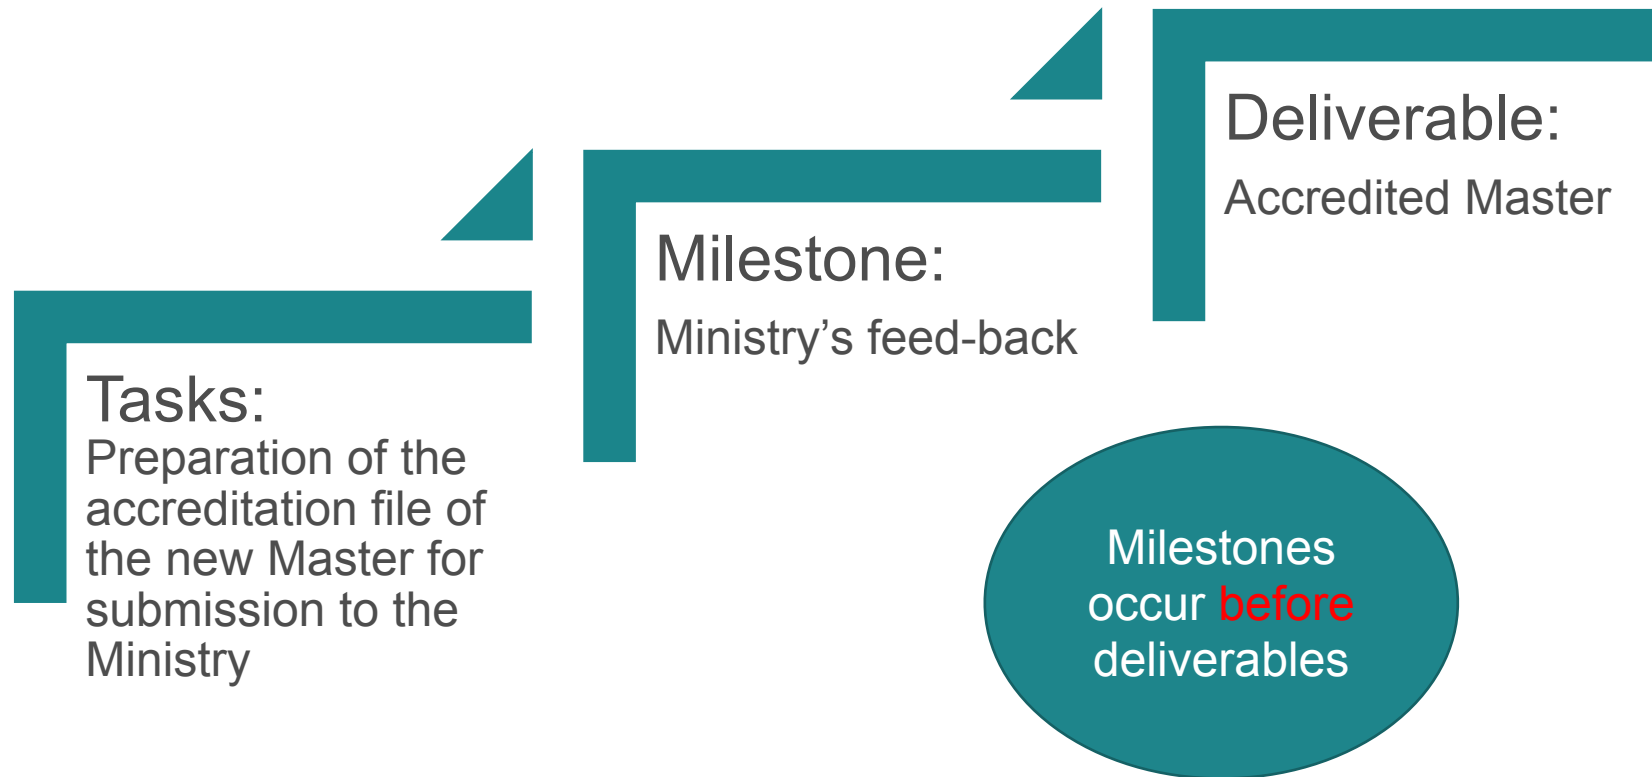 Tasks:
Preparation of the
accreditation file of
the new Master for
submission to the
Ministry
Milestone:
Ministry’s feed-back
Deliverable:
Accredited Master
Milestones
occur before
deliverables